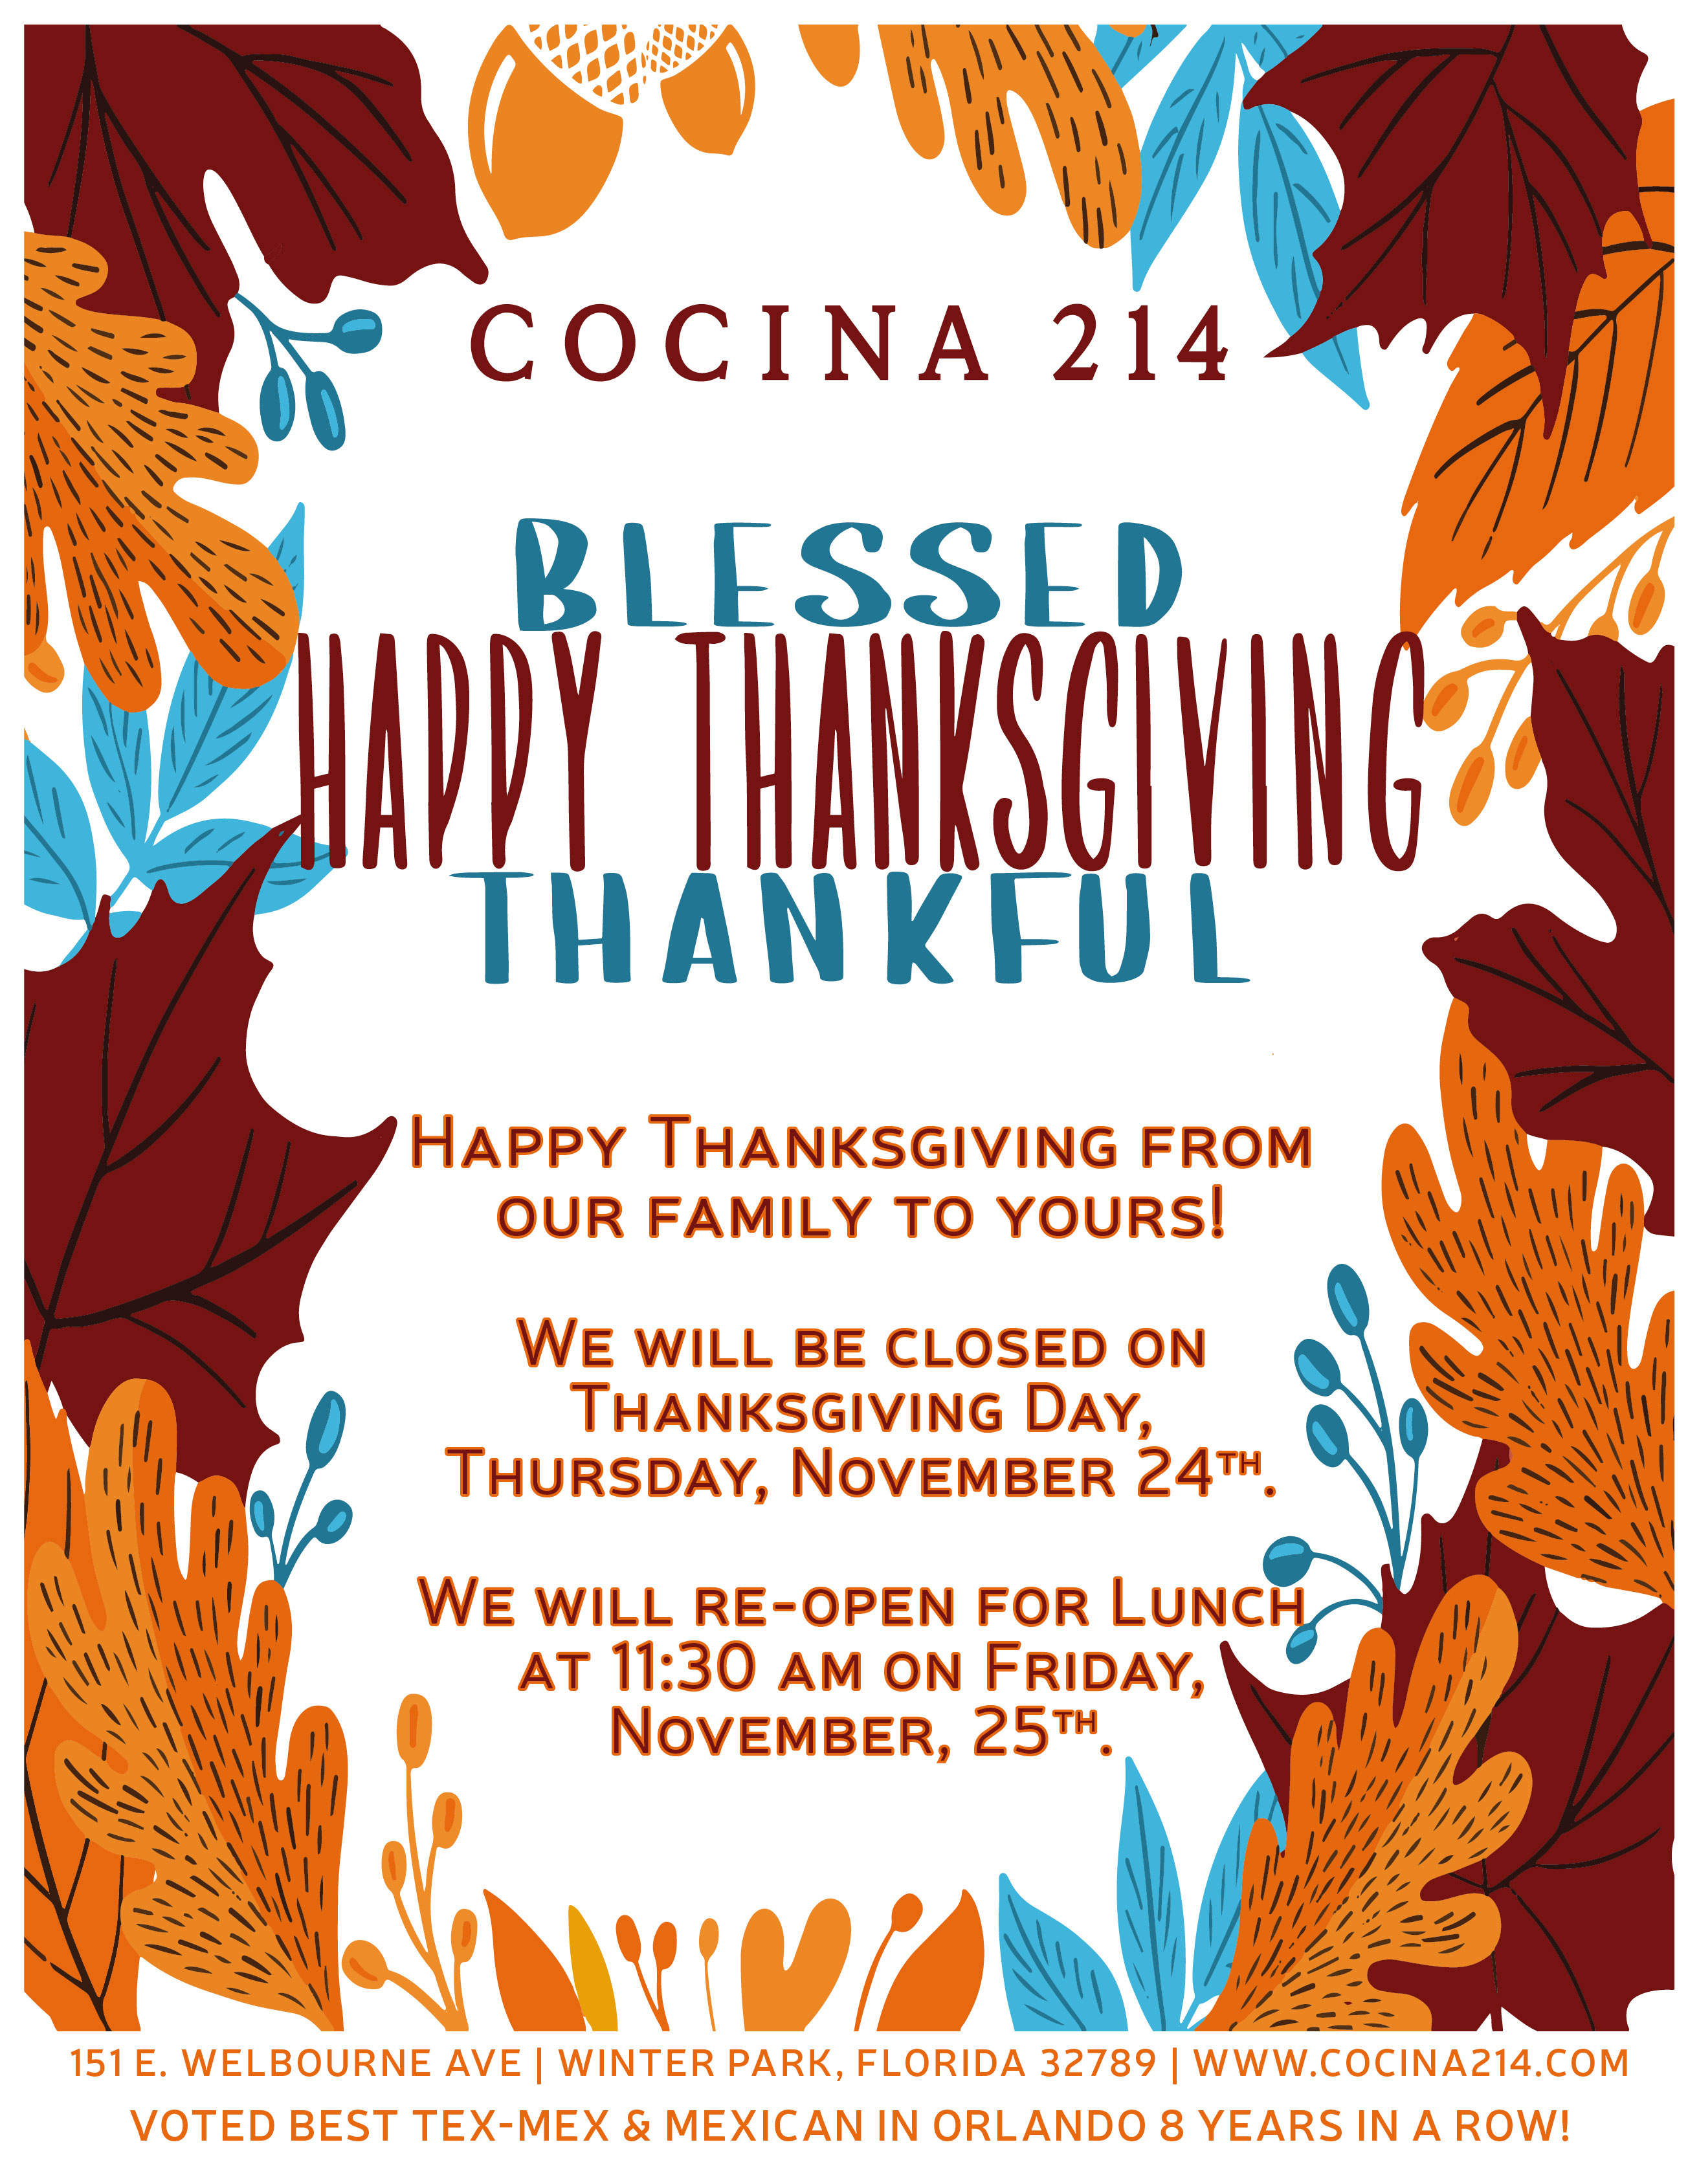 COCINA 214
BLESSED
HAPPY THANKSGIVING
THANKFUL
Happy Thanksgiving from
our family to yours!
We will be closed on
Thanksgiving Day,
Thursday, November 24th.
We will re-open for Lunch
at 11:30 am on Friday,
November, 25th.
151 E. WELBOURNE AVE | WINTER PARK, FLORIDA 32789 | WWW.COCINA214.COM
VOTED BEST TEX-MEX & MEXICAN IN ORLANDO 8 YEARS IN A ROW!